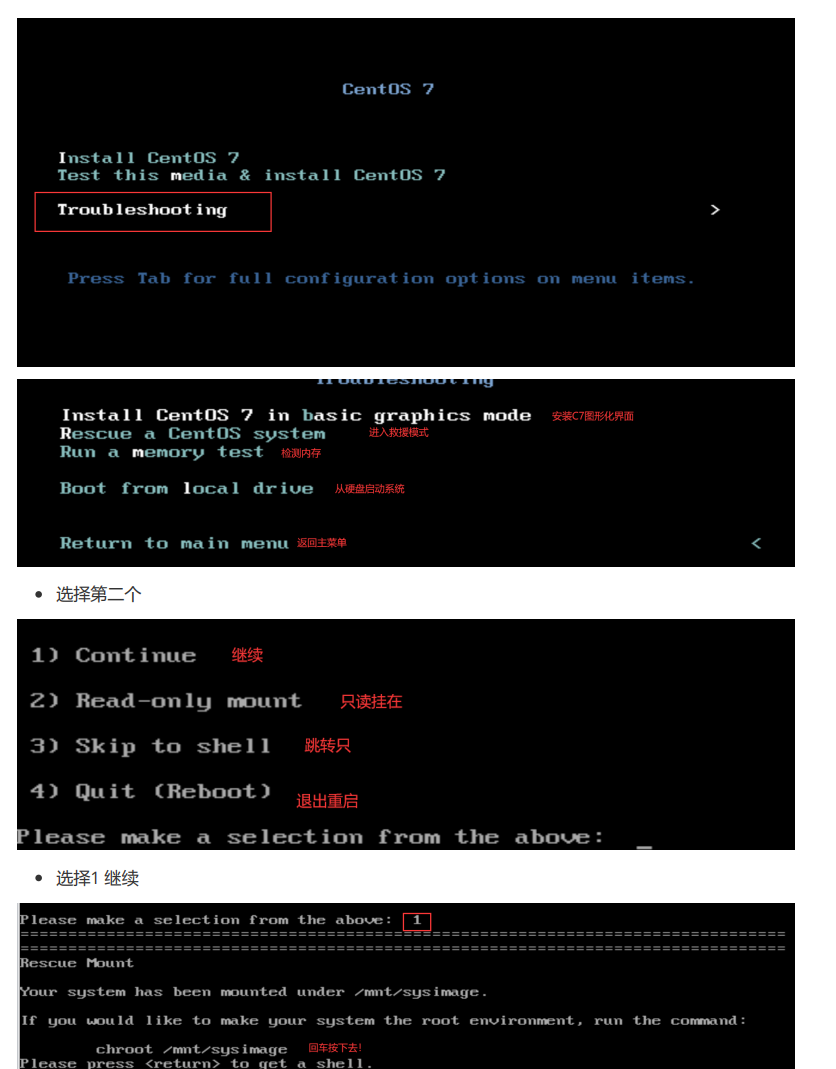 CentOS 7
Install CentOS 7
Test this media & install CentOS 7
Troubleshooting >
Press Tab for full configuration options on menu items.
Troubleshooting
Install CentOS 7 in basic graphics mode 安装C7图形化界面
Rescue a CentOS system 进入救援模式
Run a memory test 检测内存
Boot from local drive 从硬盘启动系统
Return to main menu 返回主菜单 <
• 选择第二个
1) Continue 继续
2) Read-only mount 只读挂在
3) Skip to shell 跳转只
4) Quit (Reboot) 退出重启
Please make a selection from the above: _
• 选择1 继续
Please make a selection from the above: 1
================================================================================
================================================================================
Rescue Mount
Your system has been mounted under /mnt/sysimage.
If you would like to make your system the root environment, run the command:
chroot /mnt/sysimage 回车按下去!
Please press <return> to get a shell.